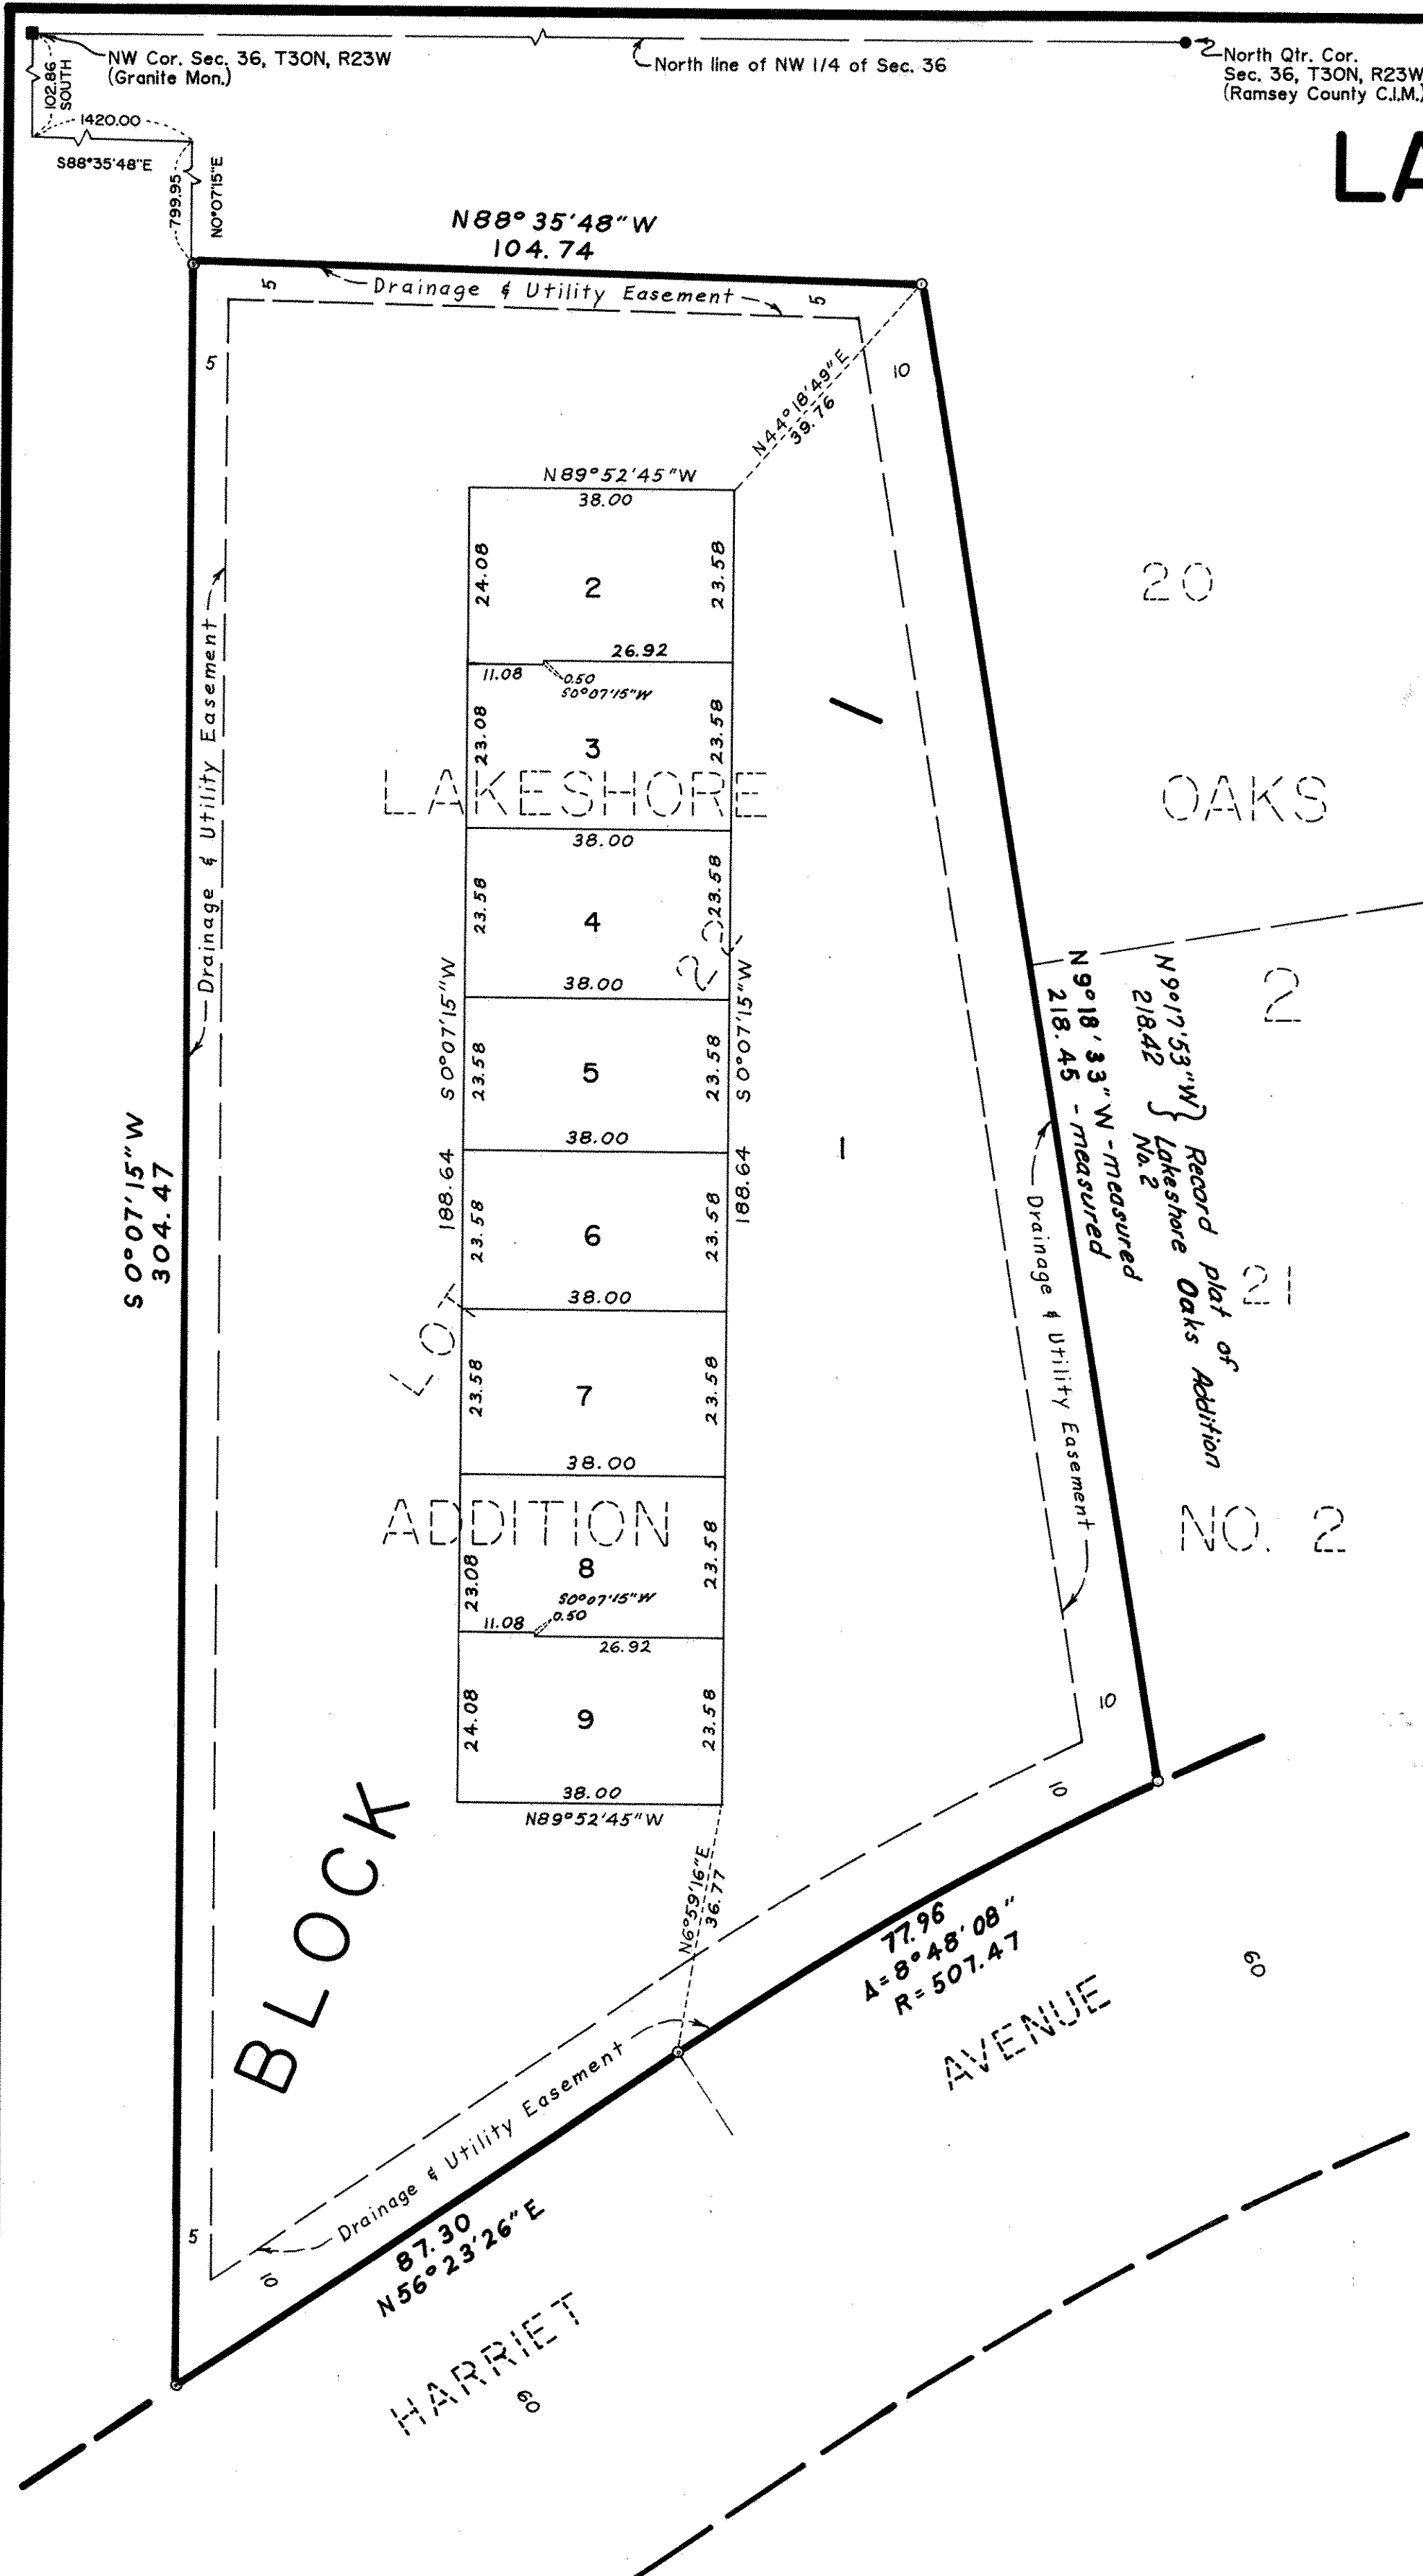 NW Cor. Sec. 36, T30N, R23W
(Granite Mon.)
North line of NW 1/4 of Sec. 36
North Qtr. Cor.
Sec. 36, T30N, R23W
(Ramsey County C.I.M.)
102.86
SOUTH
1420.00
S88°35'48"E
799.95
N0°07'15"E
LA
N88°35'48"W
104.74
5
Drainage & Utility Easement
5
5
10
N44°18'49"E
39.76
N89°52'45"W
38.00
24.08
2
23.58
20
26.92
11.08
0.50
S0°07'15"W
23.08
3
23.58
1
LAKESHORE
OAKS
38.00
23.58
4
23.58
22
38.00
Drainage & Utility Easement
S0°07'15"W
188.64
23.58
5
23.58
S0°07'15"W
188.64
2
N9°17'53"W } Record plat of
218.42 } Lakeshore Oaks Addition
No. 2
N9°18'33"W - measured
218.45 - measured
38.00
1
S0°07'15"W
304.47
23.58
6
23.58
21
38.00
LOT
23.58
7
23.58
Drainage & Utility Easement
38.00
ADDITION
NO. 2
23.08
8
23.58
S0°07'15"W
11.08
0.50
26.92
24.08
9
23.58
10
38.00
N89°52'45"W
10
BLOCK
N6°59'16"E
36.77
77.96
Δ=8°48'08"
R=507.47
60
AVENUE
Drainage & Utility Easement
5
10
87.30
N56°23'26"E
HARRIET
60